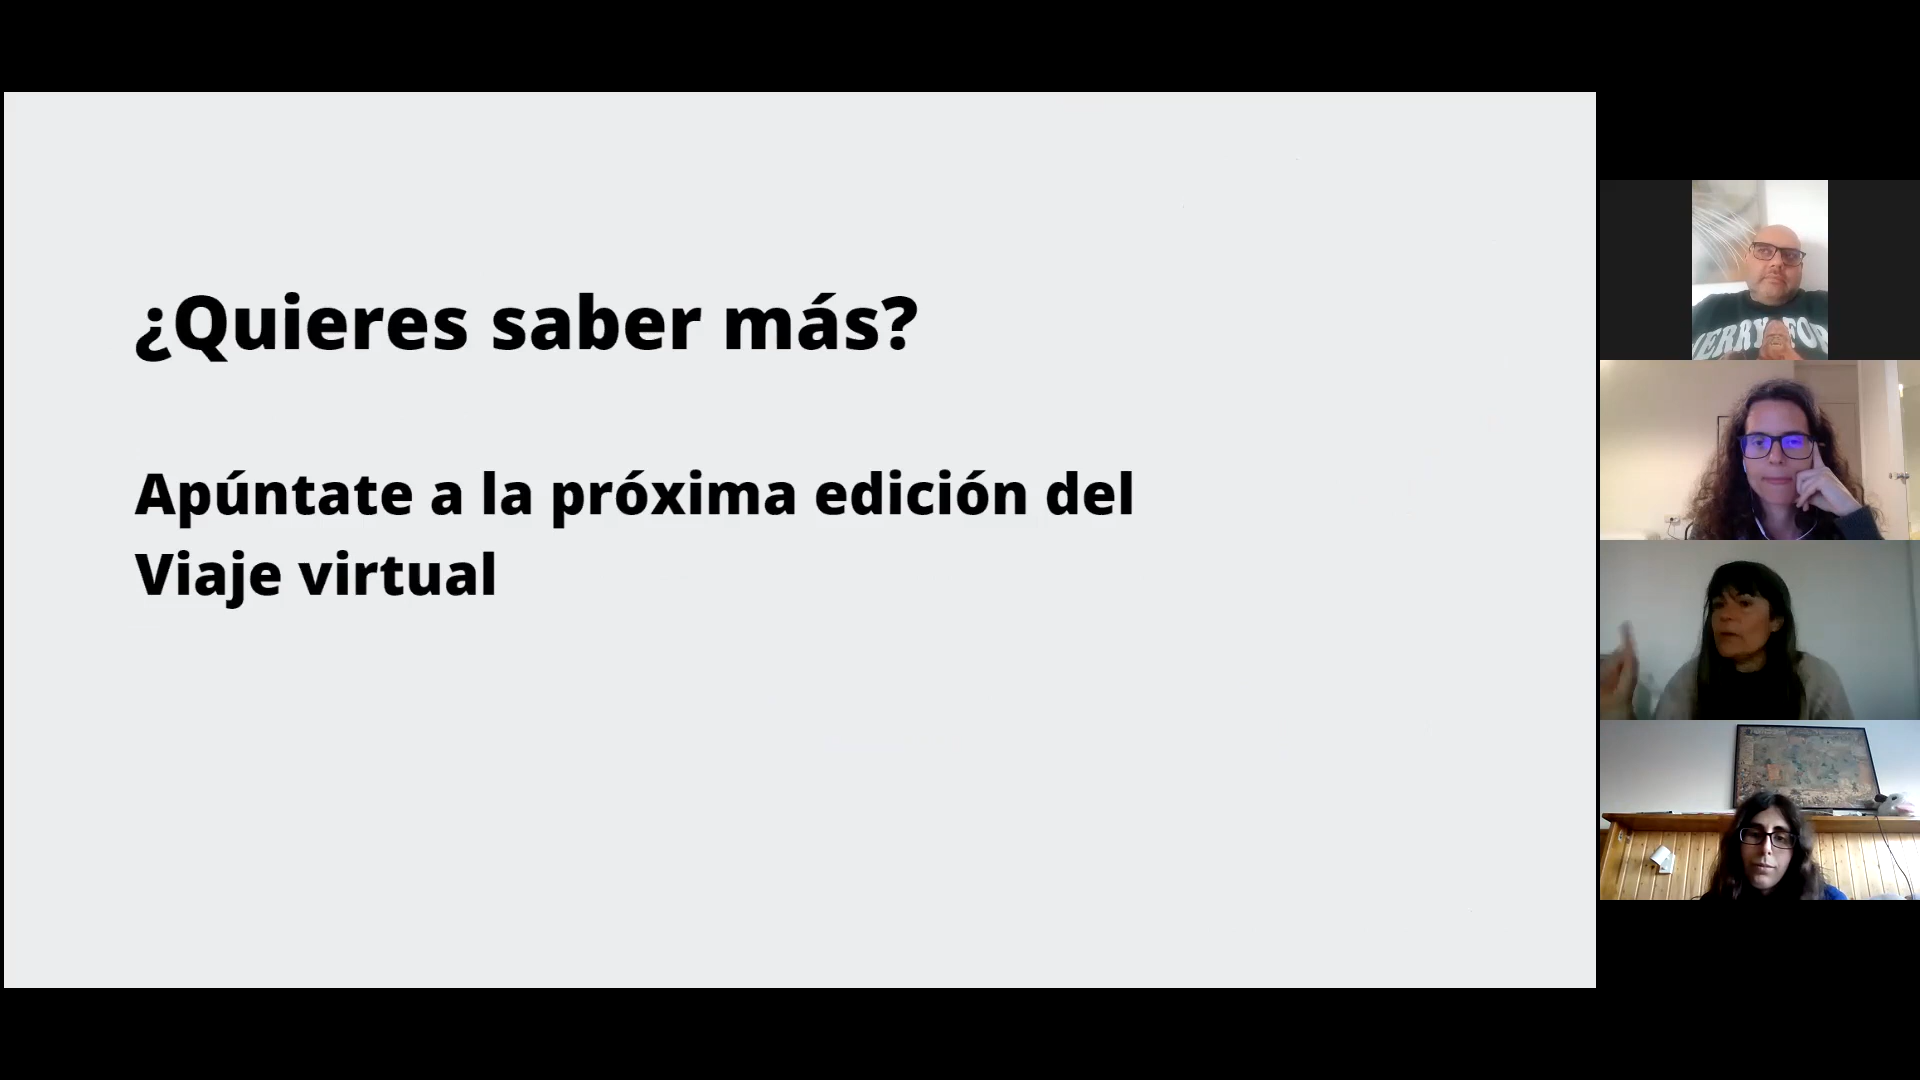 ¿Quieres saber más?
Apúntate a la próxima edición del
Viaje virtual